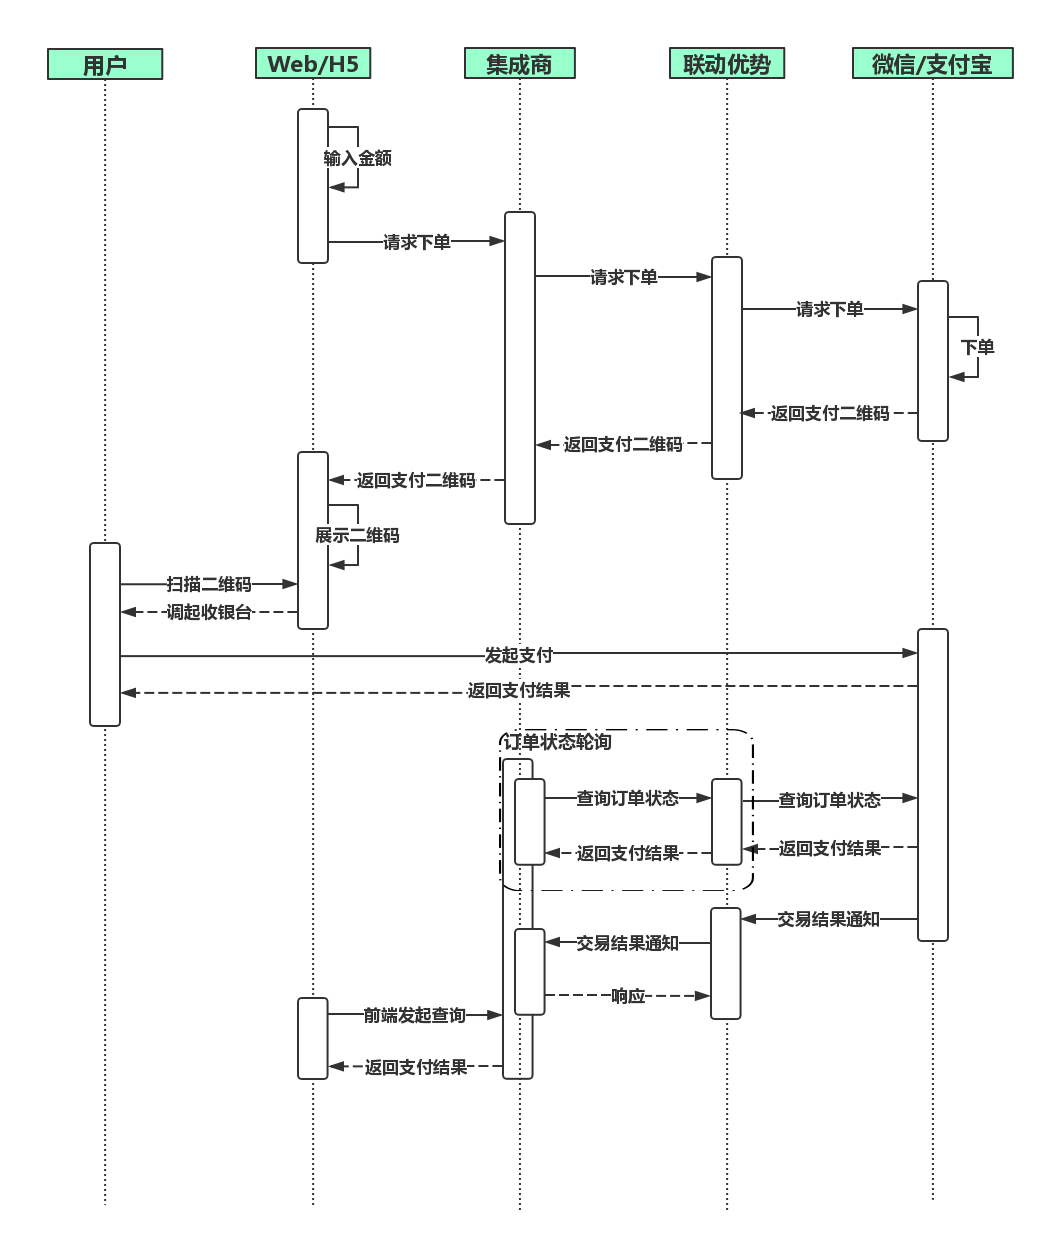 用户
Web/H5
集成商
联动优势
微信/支付宝
输入金额
请求下单
请求下单
请求下单
下单
返回支付二维码
返回支付二维码
返回支付二维码
展示二维码
扫描二维码
调起收银台
发起支付
返回支付结果
订单状态轮询
查询订单状态
查询订单状态
返回支付结果
返回支付结果
交易结果通知
交易结果通知
响应
前端发起查询
返回支付结果